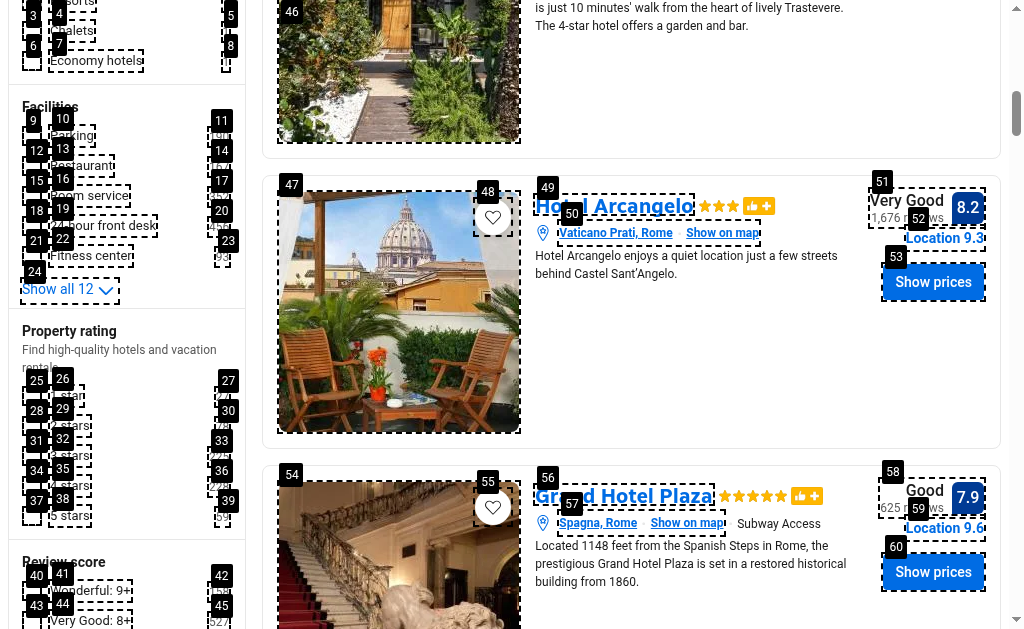 3 4 5
Chalets
6 7 8
Economy hotels
Facilities
9 10 11
Parking
12 13 14
Restaurant
15 16 17
Room service
18 19 20
24-hour front desk
21 22 23
Fitness center 93
24
Show all 12
Property rating
Find high-quality hotels and vacation
rentals
25 26 27
1 star
28 29 30
2 stars
31 32 33
3 stars
34 35 36
4 stars
37 38 39
5 stars 59
Review score
40 41 42
Wonderful: 9+
43 44 45
Very Good: 8+ 527
46
is just 10 minutes' walk from the heart of lively Trastevere.
The 4-star hotel offers a garden and bar.
47 48 49
Hotel Arcangelo
50
Vaticano Prati, Rome · Show on map
Hotel Arcangelo enjoys a quiet location just a few streets
behind Castel Sant'Angelo.
51
Very Good
8.2
1,676 reviews
52
Location 9.3
53
Show prices
54 55 56
Grand Hotel Plaza
57
Spagna, Rome · Show on map · Subway Access
Located 1148 feet from the Spanish Steps in Rome, the
prestigious Grand Hotel Plaza is set in a restored historical
building from 1860.
58
Good
7.9
625 reviews
59
Location 9.6
60
Show prices